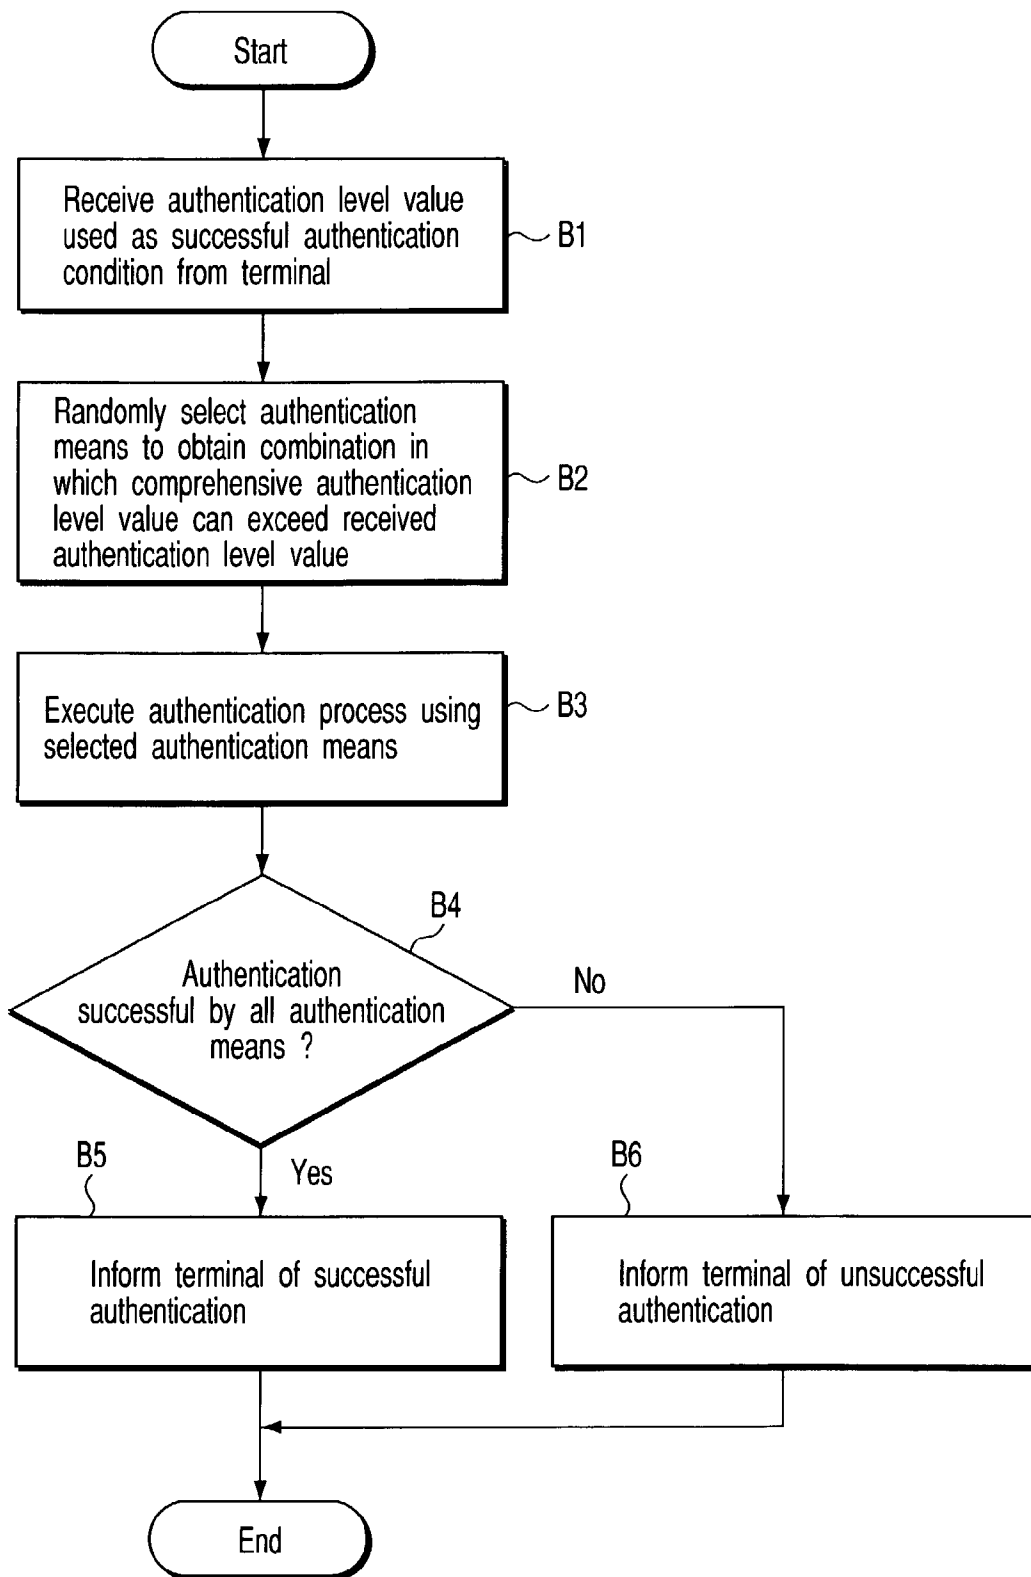 Start
Receive authentication level value
used as successful authentication
condition from terminal
B1
Randomly select authentication
means to obtain combination in
which comprehensive authentication
level value can exceed received
authentication level value
B2
Execute authentication process using
selected authentication means
B3
B4
Authentication
successful by all authentication
means ?
No
Yes
B5
Inform terminal of successful
authentication
B6
Inform terminal of unsuccessful
authentication
End